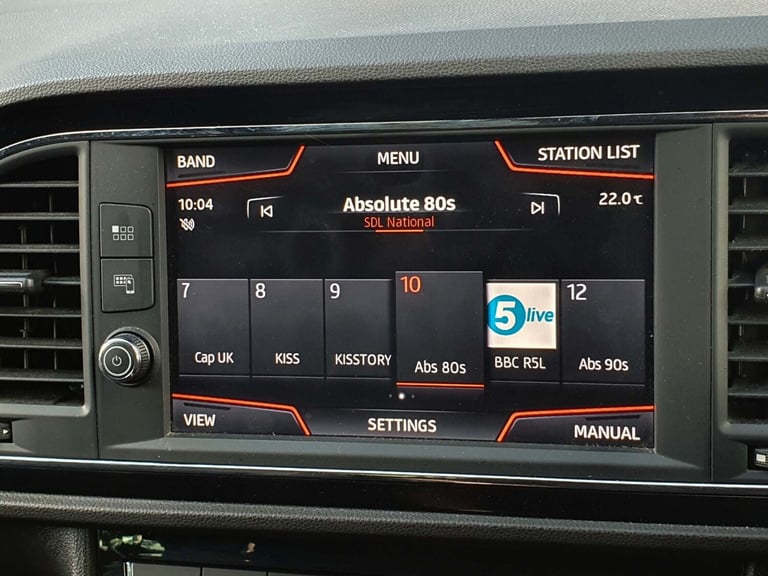 BAND MENU STATION LIST
10:04 Absolute 80s 22.0°C
SDL National
7 8 9 10 12
5 live
Cap UK KISS KISSTORY Abs 80s BBC R5L Abs 90s
VIEW SETTINGS MANUAL